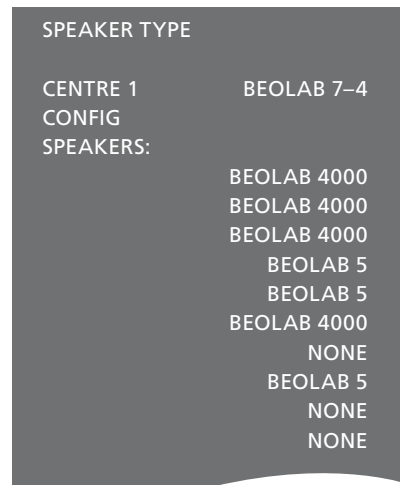 SPEAKER TYPE
CENTRE 1 BEOLAB 7–4
CONFIG
SPEAKERS:
BEOLAB 4000
BEOLAB 4000
BEOLAB 4000
BEOLAB 5
BEOLAB 5
BEOLAB 4000
NONE
BEOLAB 5
NONE
NONE